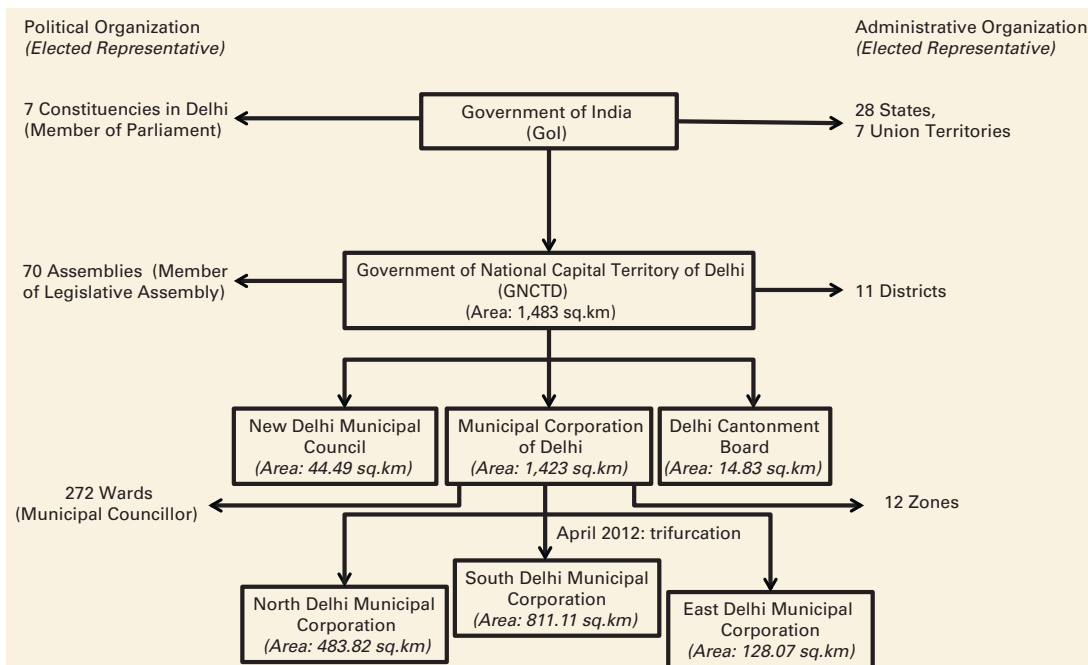 Political Organization
(Elected Representative)
Administrative Organization
(Elected Representative)
7 Constituencies in Delhi
(Member of Parliament)
Government of India
(GoI)
28 States,
7 Union Territories
70 Assemblies (Member
of Legislative Assembly)
Government of National Capital Territory of Delhi
(GNCTD)
(Area: 1,483 sq.km)
11 Districts
New Delhi Municipal
Council
(Area: 44.49 sq.km)
Municipal Corporation
of Delhi
(Area: 1,423 sq.km)
Delhi Cantonment
Board
(Area: 14.83 sq.km)
272 Wards
(Municipal Councillor)
12 Zones
April 2012: trifurcation
North Delhi Municipal
Corporation
(Area: 483.82 sq.km)
South Delhi Municipal
Corporation
(Area: 811.11 sq.km)
East Delhi Municipal
Corporation
(Area: 128.07 sq.km)